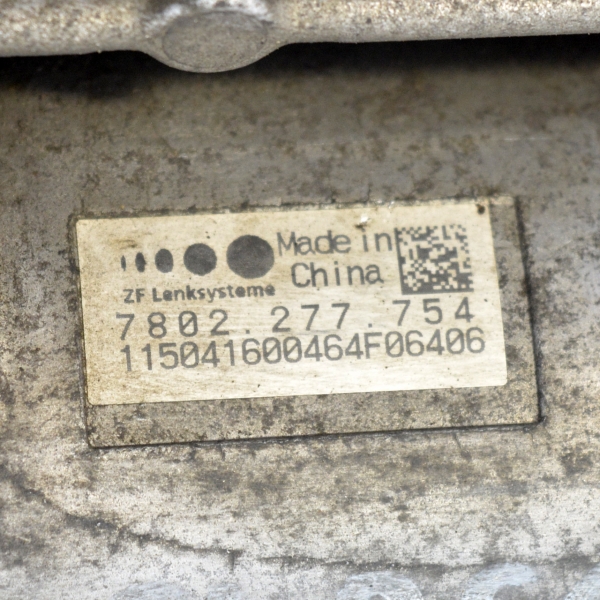 Made in
China
ZF Lenksysteme
7802.277.754
115041600464F06406